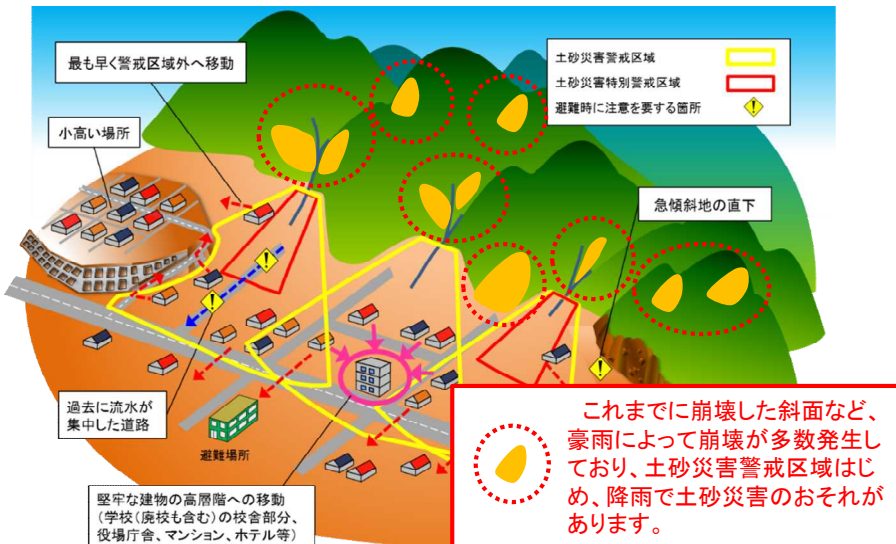 最も早く警戒区域外へ移動
小高い場所
土砂災害警戒区域
土砂災害特別警戒区域
避難時に注意を要する箇所
急傾斜地の直下
過去に流水が
集中した道路
避難場所
堅牢な建物の高層階への移動
(学校(廃校も含む)の校舎部分、
役場庁舎、マンション、ホテル等)
これまでに崩壊した斜面など、
豪雨によって崩壊が多数発生し
ており、土砂災害警戒区域はじ
め、降雨で土砂災害のおそれが
あります。